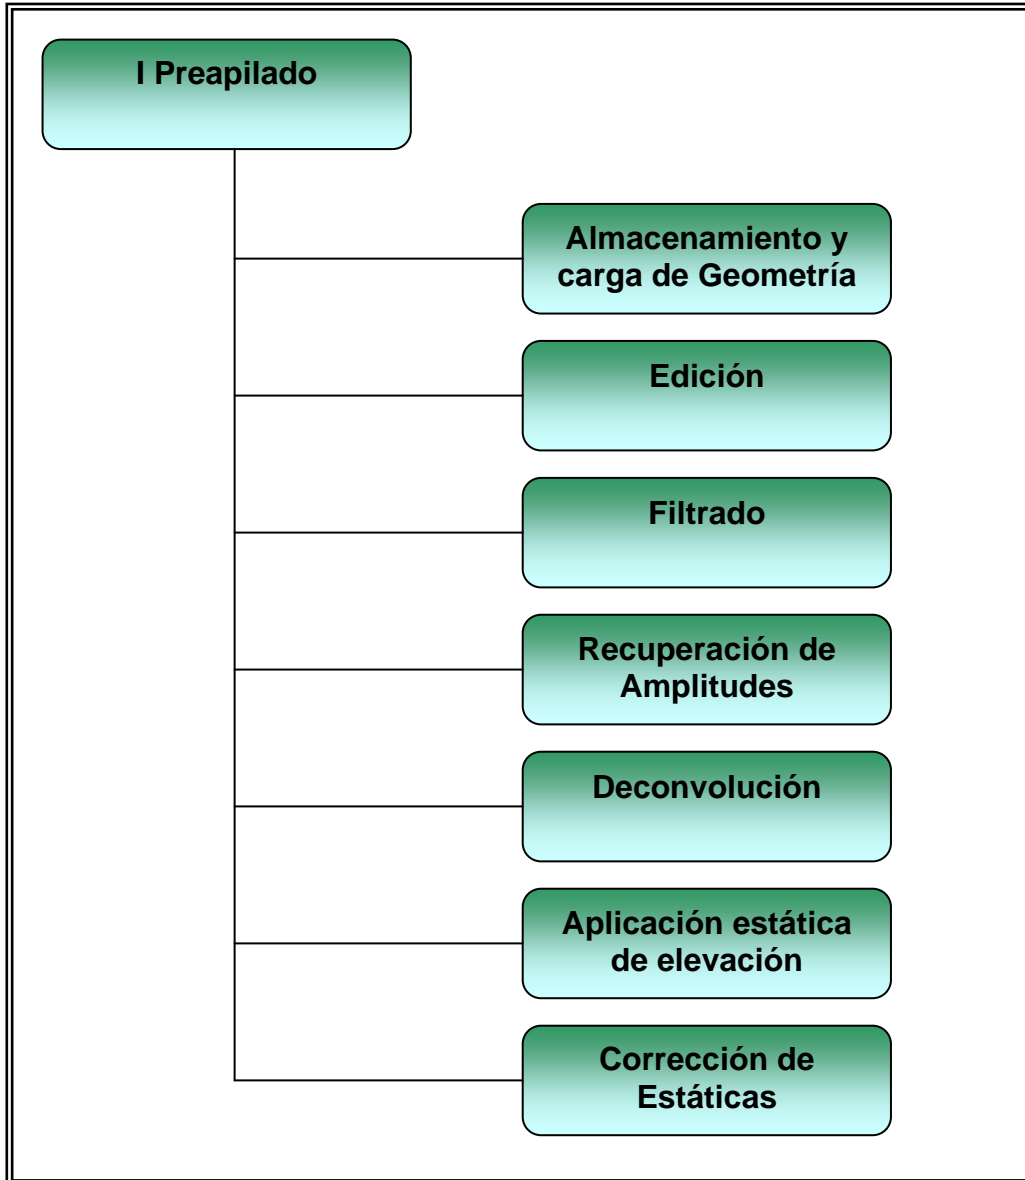 I Preapilado
Almacenamiento y
carga de Geometría
Edición
Filtrado
Recuperación de
Amplitudes
Deconvolución
Aplicación estática
de elevación
Corrección de
Estáticas